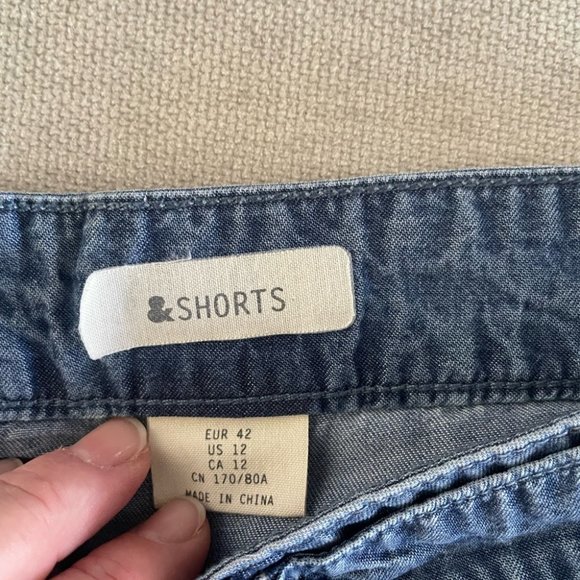 &SHORTS
EUR 42
US 12
CA 12
CN 170/80A
MADE IN CHINA